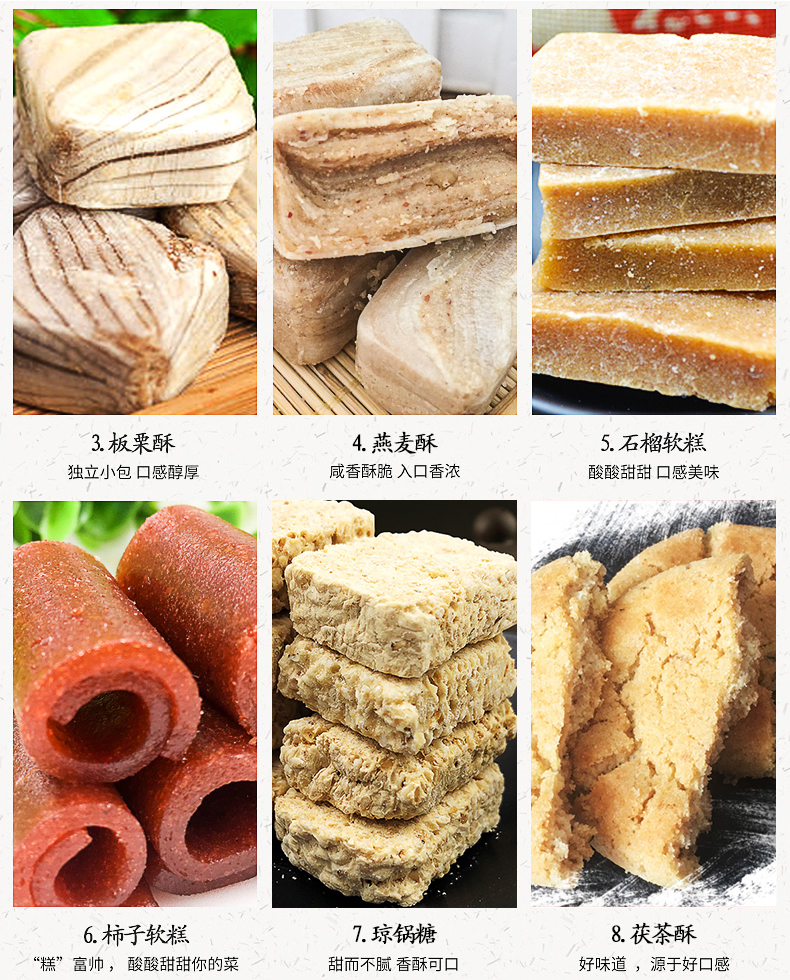 3.板栗酥
独立小包 口感醇厚
4.燕麦酥
咸香酥脆 入口香浓
5.石榴软糕
酸酸甜甜 口感美味
6.柿子软糕
“糕”富帅 , 酸酸甜甜你的菜
7.琼锅糖
甜而不腻 香酥可口
8.茯茶酥
好味道 ,源于好口感